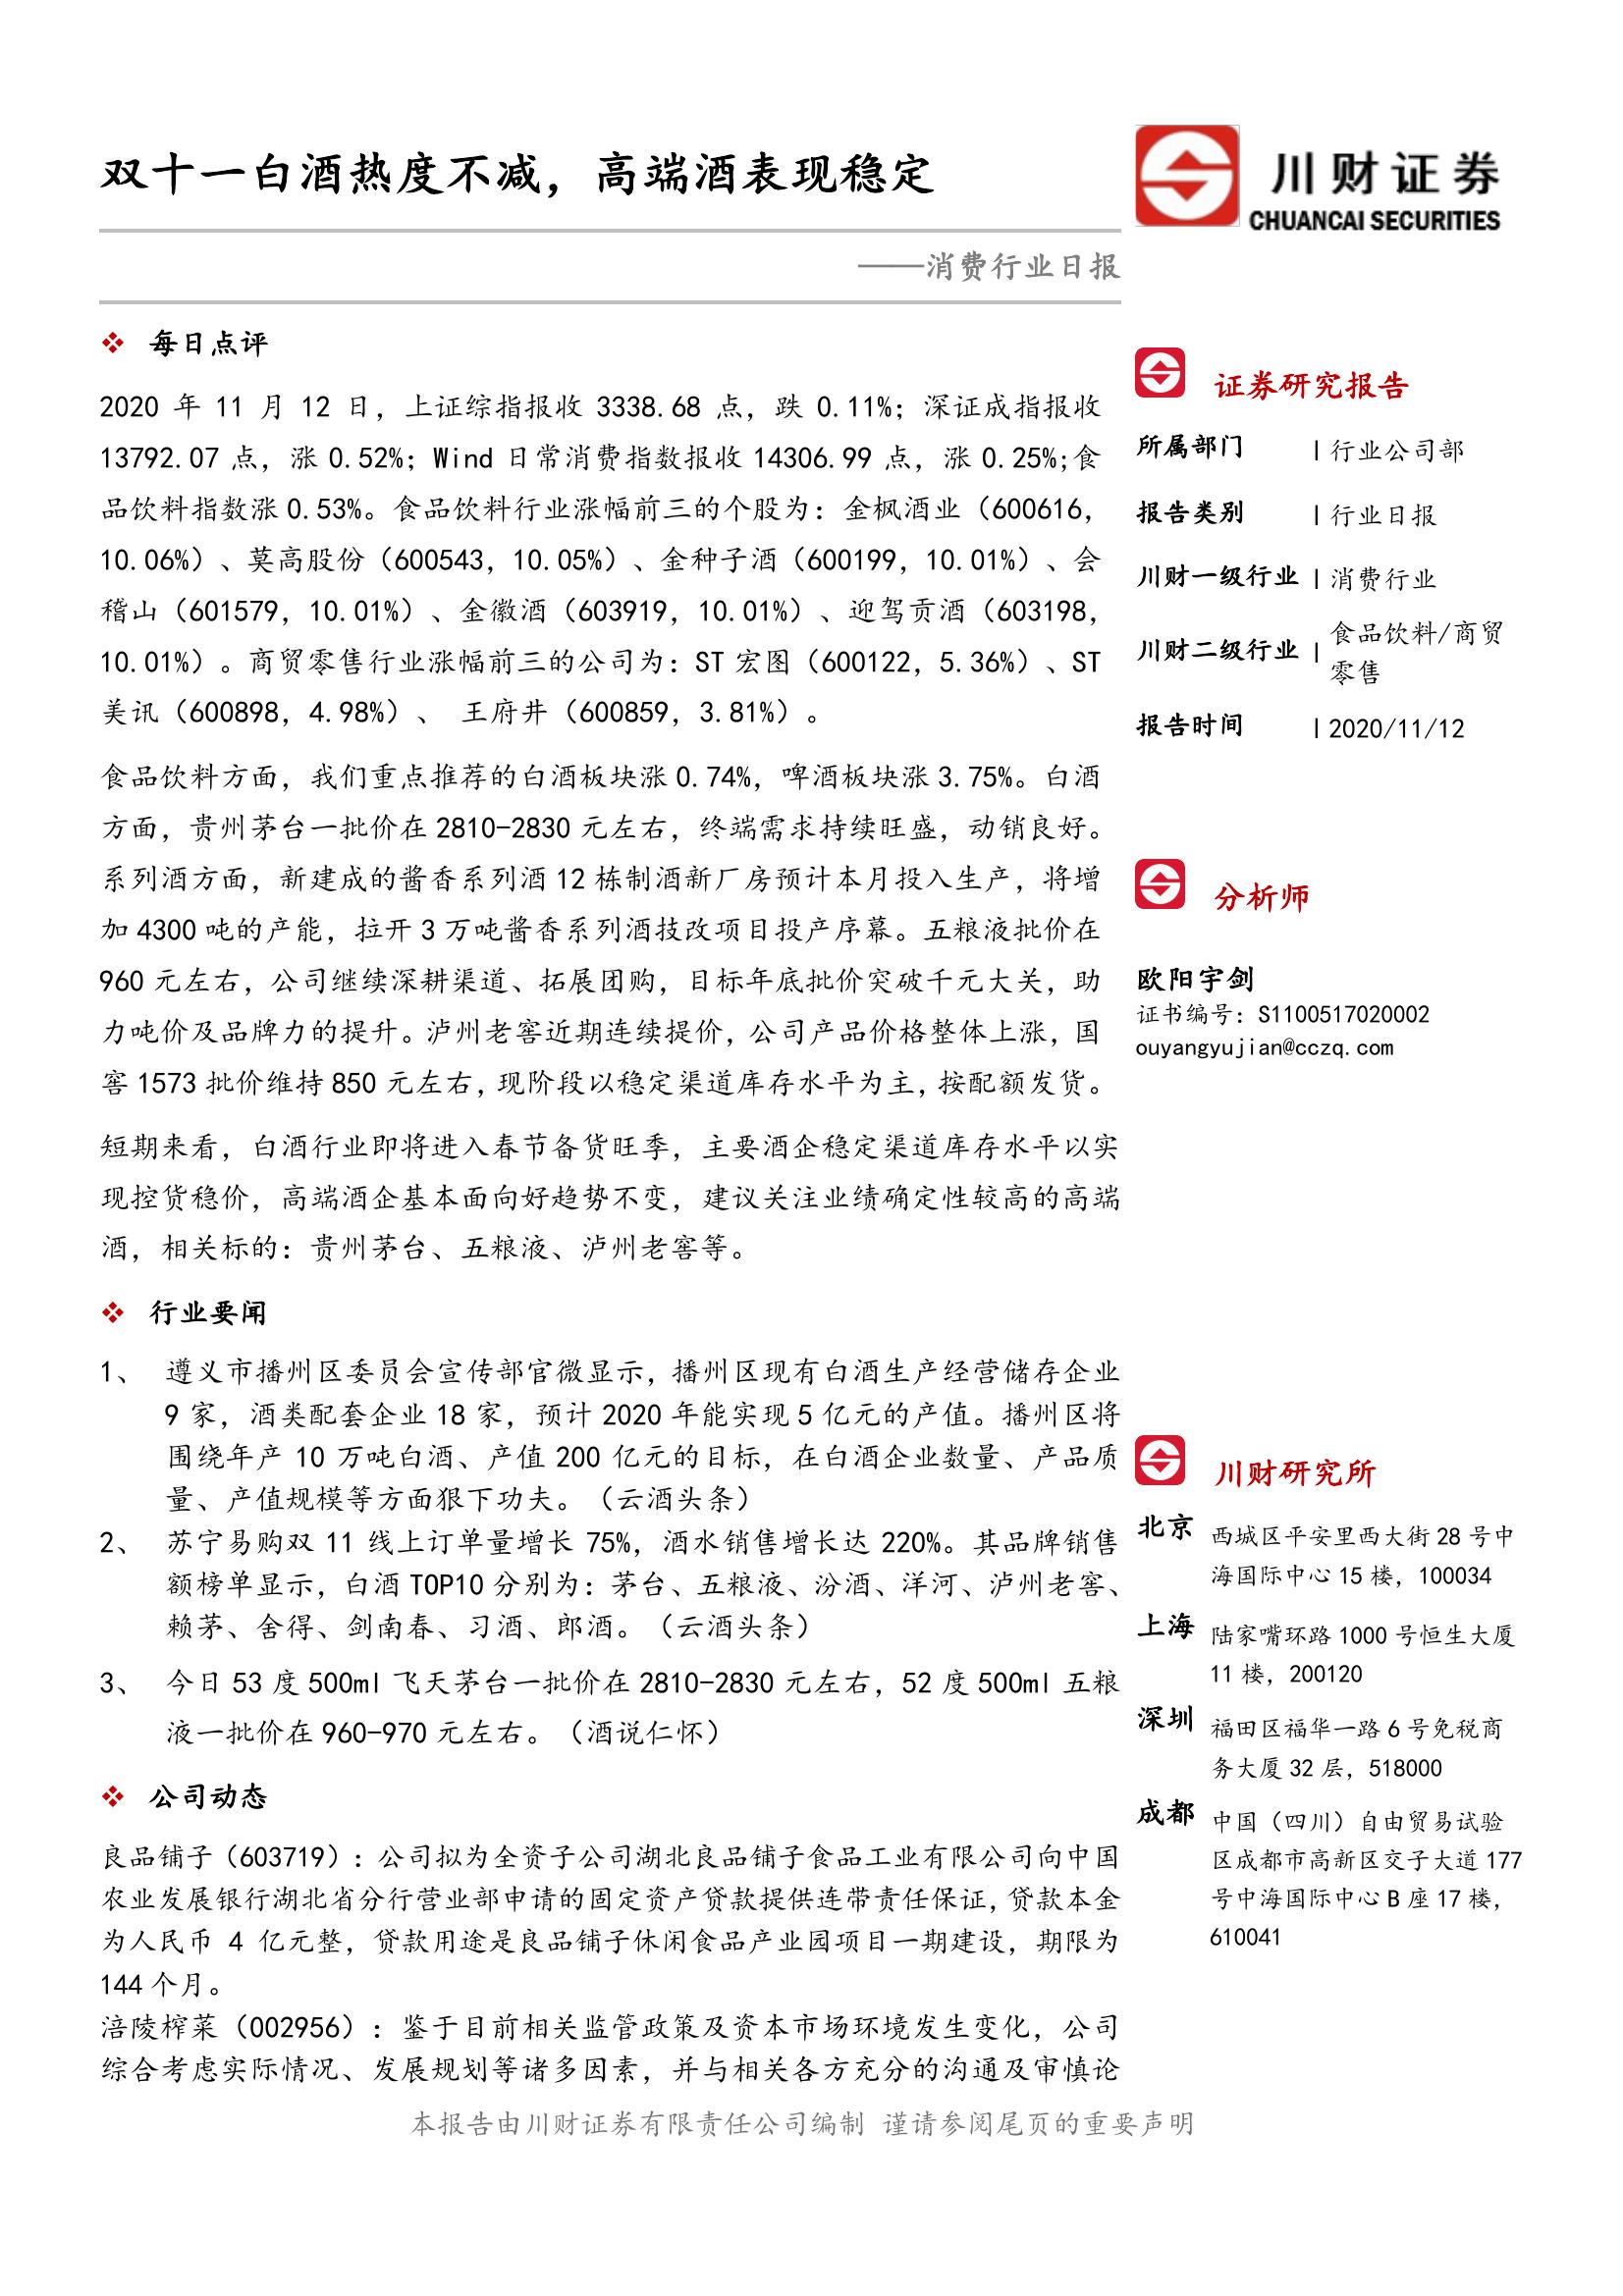 双十一白酒热度不减，高端酒表现稳定
川财证券
CHUANCAI SECURITIES
——消费行业日报
❖ 每日点评
2020 年 11 月 12 日，上证综指报收 3338.68 点，跌 0.11%；深证成指报收
13792.07 点，涨 0.52%；Wind 日常消费指数报收 14306.99 点，涨 0.25%;食
品饮料指数涨 0.53%。食品饮料行业涨幅前三的个股为：金枫酒业（600616，
10.06%）、莫高股份（600543，10.05%）、金种子酒（600199，10.01%）、会
稽山（601579，10.01%）、金徽酒（603919，10.01%）、迎驾贡酒（603198，
10.01%）。商贸零售行业涨幅前三的公司为：ST 宏图（600122，5.36%）、ST
美讯（600898，4.98%）、 王府井（600859，3.81%）。
食品饮料方面，我们重点推荐的白酒板块涨 0.74%，啤酒板块涨 3.75%。白酒
方面，贵州茅台一批价在 2810-2830 元左右，终端需求持续旺盛，动销良好。
系列酒方面，新建成的酱香系列酒 12 栋制酒新厂房预计本月投入生产，将增
加 4300 吨的产能，拉开 3 万吨酱香系列酒技改项目投产序幕。五粮液批价在
960 元左右，公司继续深耕渠道、拓展团购，目标年底批价突破千元大关，助
力吨价及品牌力的提升。泸州老窖近期连续提价，公司产品价格整体上涨，国
窖 1573 批价维持 850 元左右，现阶段以稳定渠道库存水平为主，按配额发货。
短期来看，白酒行业即将进入春节备货旺季，主要酒企稳定渠道库存水平以实
现控货稳价，高端酒企基本面向好趋势不变，建议关注业绩确定性较高的高端
酒，相关标的：贵州茅台、五粮液、泸州老窖等。
❖ 行业要闻
1、 遵义市播州区委员会宣传部官微显示，播州区现有白酒生产经营储存企业
9 家，酒类配套企业 18 家，预计 2020 年能实现 5 亿元的产值。播州区将
围绕年产 10 万吨白酒、产值 200 亿元的目标，在白酒企业数量、产品质
量、产值规模等方面狠下功夫。（云酒头条）
2、 苏宁易购双 11 线上订单量增长 75%，酒水销售增长达 220%。其品牌销售
额榜单显示，白酒 TOP10 分别为：茅台、五粮液、汾酒、洋河、泸州老窖、
赖茅、舍得、剑南春、习酒、郎酒。（云酒头条）
3、 今日 53 度 500ml 飞天茅台一批价在 2810-2830 元左右，52 度 500ml 五粮
液一批价在 960-970 元左右。（酒说仁怀）
❖ 公司动态
良品铺子（603719）：公司拟为全资子公司湖北良品铺子食品工业有限公司向中国
农业发展银行湖北省分行营业部申请的固定资产贷款提供连带责任保证，贷款本金
为人民币 4 亿元整，贷款用途是良品铺子休闲食品产业园项目一期建设，期限为
144 个月。
涪陵榨菜（002956）：鉴于目前相关监管政策及资本市场环境发生变化，公司
综合考虑实际情况、发展规划等诸多因素，并与相关各方充分的沟通及审慎论
证券研究报告
所属部门 | 行业公司部
报告类别 | 行业日报
川财一级行业 | 消费行业
川财二级行业 | 食品饮料/商贸
零售
报告时间 | 2020/11/12
分析师
欧阳宇剑
证书编号：S1100517020002
ouyangyujian@cczq.com
川财研究所
北京 西城区平安里西大街 28 号中
海国际中心 15 楼，100034
上海 陆家嘴环路 1000 号恒生大厦
11 楼，200120
深圳 福田区福华一路 6 号免税商
务大厦 32 层，518000
成都 中国（四川）自由贸易试验
区成都市高新区交子大道 177
号中海国际中心 B 座 17 楼，
610041
本报告由川财证券有限责任公司编制 谨请参阅尾页的重要声明